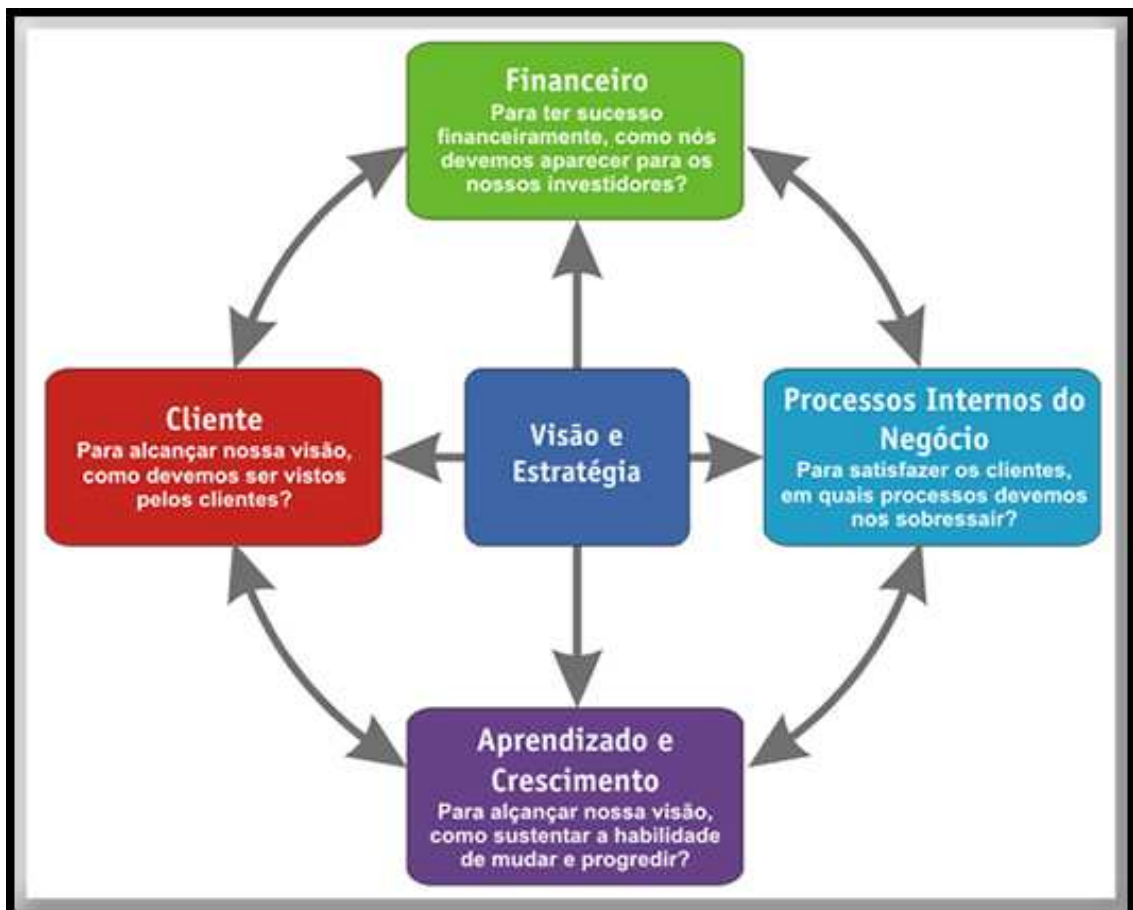 Financeiro
Para ter sucesso
financeiramente, como nós
devemos aparecer para os
nossos investidores?
Cliente
Para alcançar nossa visão,
como devemos ser vistos
pelos clientes?
Visão e
Estratégia
Processos Internos do
Negócio
Para satisfazer os clientes,
em quais processos devemos
nos sobressair?
Aprendizado e
Crescimento
Para alçançar nossa visão,
como sustentar a habilidade
de mudar e progredir?